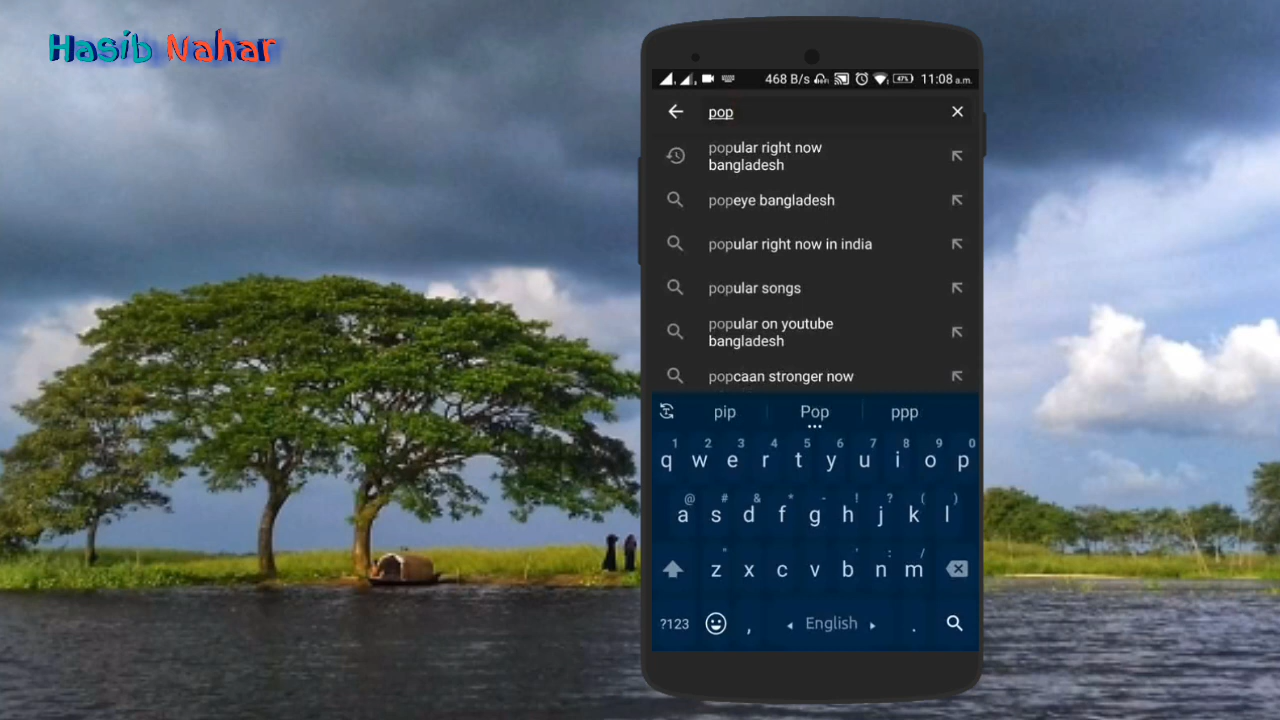 Hasib Nahar
468 B/s 47% 11:08 a.m.
pop
popular right now
bangladesh
popeye bangladesh
popular right now in india
popular songs
popular on youtube
bangladesh
popcaan stronger now
pip Pop ppp
1 2 3 4 5 6 7 8 9 0
q w e r t y u i o p
@ # & * - ! ? ( )
a s d f g h j k l
" ' : /
z x c v b n m
?123 , English .